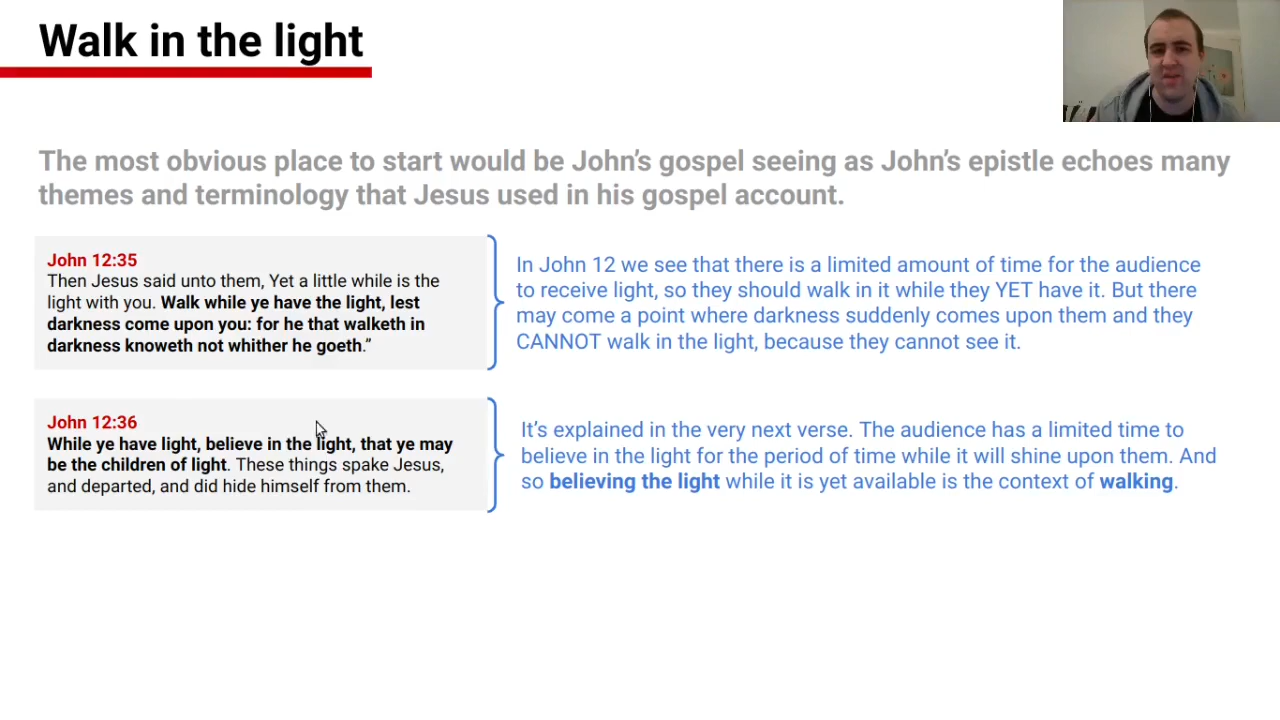 Walk in the light
The most obvious place to start would be John’s gospel seeing as John’s epistle echoes many
themes and terminology that Jesus used in his gospel account.
John 12:35
Then Jesus said unto them, Yet a little while is the
light with you. Walk while ye have the light, lest
darkness come upon you: for he that walketh in
darkness knoweth not whither he goeth.”
In John 12 we see that there is a limited amount of time for the audience
to receive light, so they should walk in it while they YET have it. But there
may come a point where darkness suddenly comes upon them and they
CANNOT walk in the light, because they cannot see it.
John 12:36
While ye have light, believe in the light, that ye may
be the children of light. These things spake Jesus,
and departed, and did hide himself from them.
It’s explained in the very next verse. The audience has a limited time to
believe in the light for the period of time while it will shine upon them. And
so believing the light while it is yet available is the context of walking.